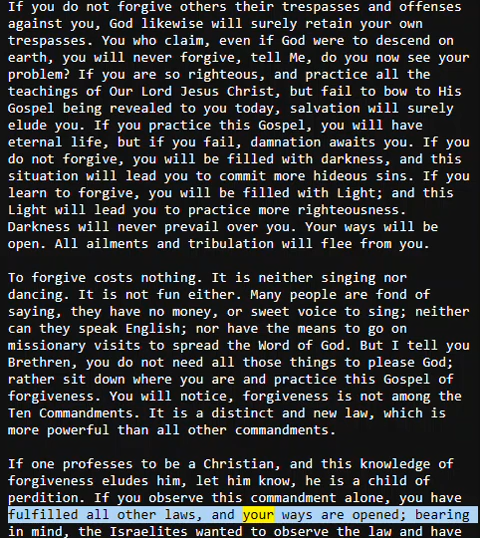 If you do not forgive others their trespasses and offenses
against you, God likewise will surely retain your own
trespasses. You who claim, even if God were to descend on
earth, you will never forgive, tell Me, do you now see your
problem? If you are so righteous, and practice all the
teachings of Our Lord Jesus Christ, but fail to bow to His
Gospel being revealed to you today, salvation will surely
elude you. If you practice this Gospel, you will have
eternal life, but if you fail, damnation awaits you. If you
do not forgive, you will be filled with darkness, and this
situation will lead you to commit more hideous sins. If you
learn to forgive, you will be filled with Light; and this
Light will lead you to practice more righteousness.
Darkness will never prevail over you. Your ways will be
open. All ailments and tribulation will flee from you.

To forgive costs nothing. It is neither singing nor
dancing. It is not fun either. Many people are fond of
saying, they have no money, or sweet voice to sing; neither
can they speak English; nor have the means to go on
missionary visits to spread the Word of God. But I tell you
Brethren, you do not need all those things to please God;
rather sit down where you are and practice this Gospel of
forgiveness. You will notice, forgiveness is not among the
Ten Commandments. It is a distinct and new law, which is
more powerful than all other commandments.

If one professes to be a Christian, and this knowledge of
forgiveness eludes him, let him know, he is a child of
perdition. If you observe this commandment alone, you have
fulfilled all other laws, and your ways are opened; bearing
in mind, the Israelites wanted to observe the law and have